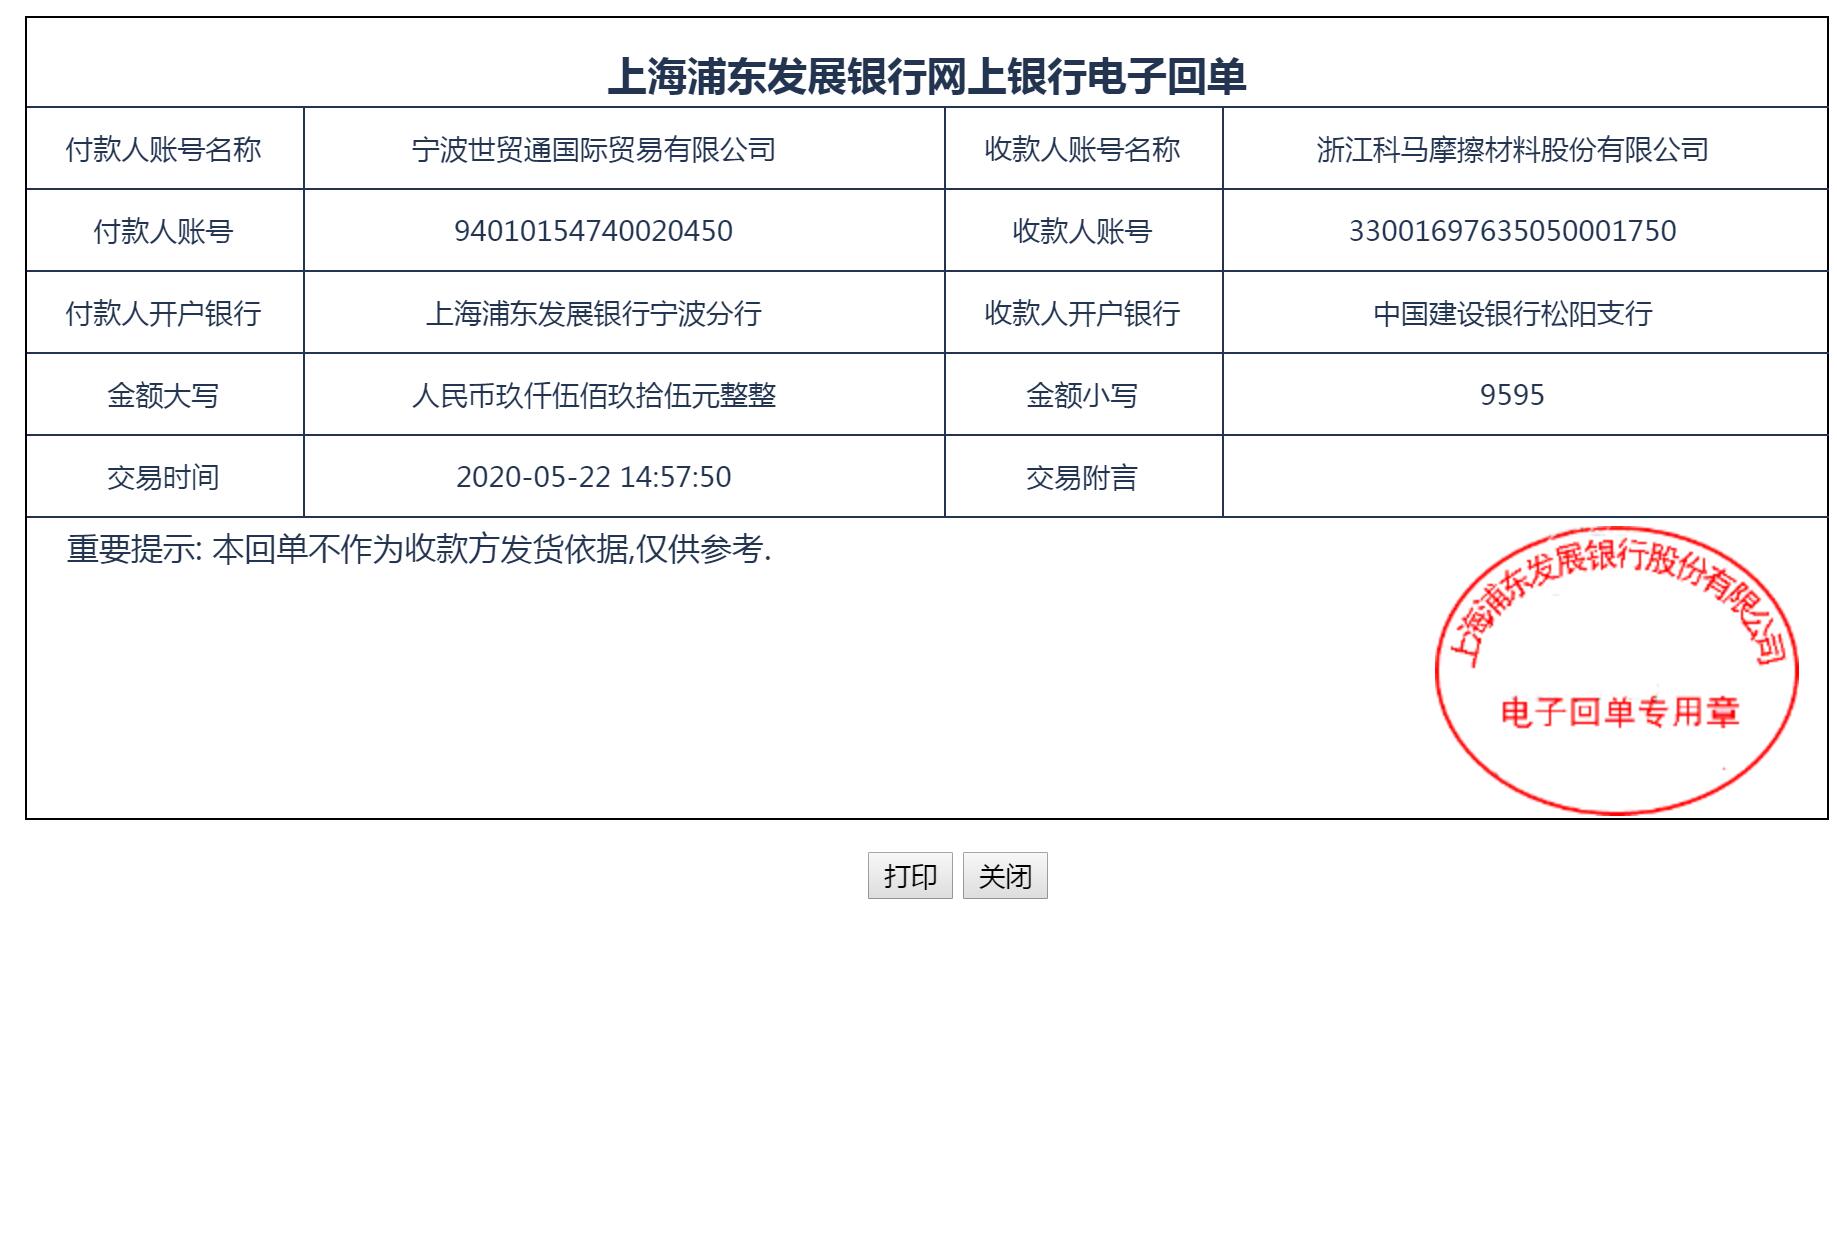 上海浦东发展银行网上银行电子回单
付款人账号名称 宁波世贸通国际贸易有限公司 收款人账号名称 浙江科马摩擦材料股份有限公司
付款人账号 94010154740020450 收款人账号 33001697635050001750
付款人开户银行 上海浦东发展银行宁波分行 收款人开户银行 中国建设银行松阳支行
金额大写 人民币玖仟伍佰玖拾伍元整整 金额小写 9595
交易时间 2020-05-22 14:57:50 交易附言
重要提示: 本回单不作为收款方发货依据,仅供参考.
上海浦东发展银行股份有限公司
电子回单专用章
打印 关闭